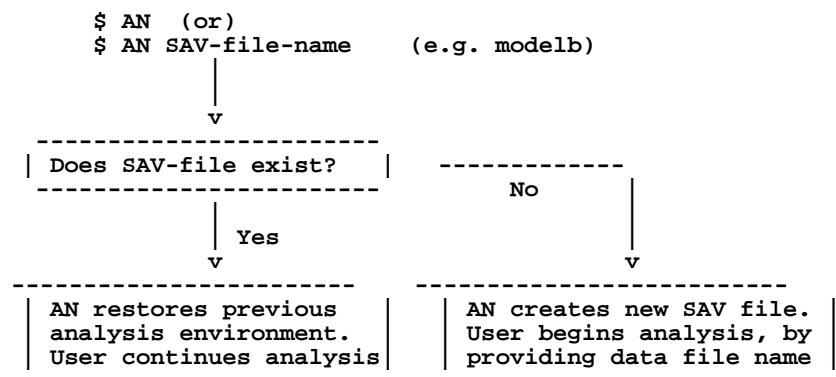 $ AN (or)
$ AN SAV-file-name (e.g. modelb)
v
Does SAV-file exist?
No
Yes
v
v
AN restores previous
analysis environment.
User continues analysis
AN creates new SAV file.
User begins analysis, by
providing data file name